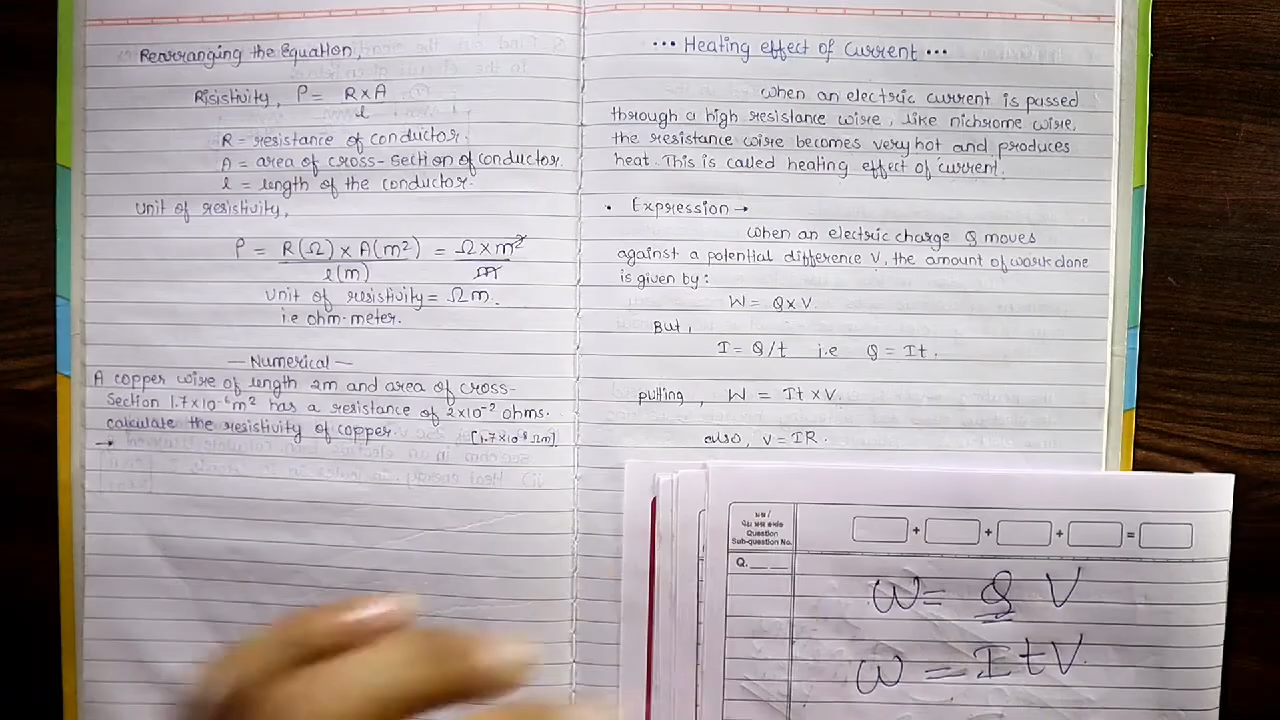 Rearranging the Equation,
Risistivity, ρ = R×A
l
R = resistance of conductor.
A = area of cross-section of conductor.
l = length of the conductor.
Unit of resistivity,
ρ = R(Ω) × A(m²) = Ω×m²
l(m) m
Unit of resistivity = Ωm.
i.e ohm-meter.
— Numerical —
A copper wire of length 2m and area of cross-
Section 1.7×10⁻⁶m² has a resistance of 2×10⁻² ohms.
calculate the resistivity of copper. [1.7×10⁻⁸ Ωm]
→
... Heating effect of Current ...
When an electric current is passed
through a high resistance wire, like nichrome wire,
the resistance wire becomes very hot and produces
heat. This is called heating effect of current.
• Expression →
When an electric charge Q moves
against a potential difference V, the amount of work done
is given by:
W = Q×V
But,
I = Q/t i.e Q = It.
putting, W = It × V.
also, V = IR.
Question
Sub-question No.
+ + + =
Q. __ __
W = Q V
W = I t V